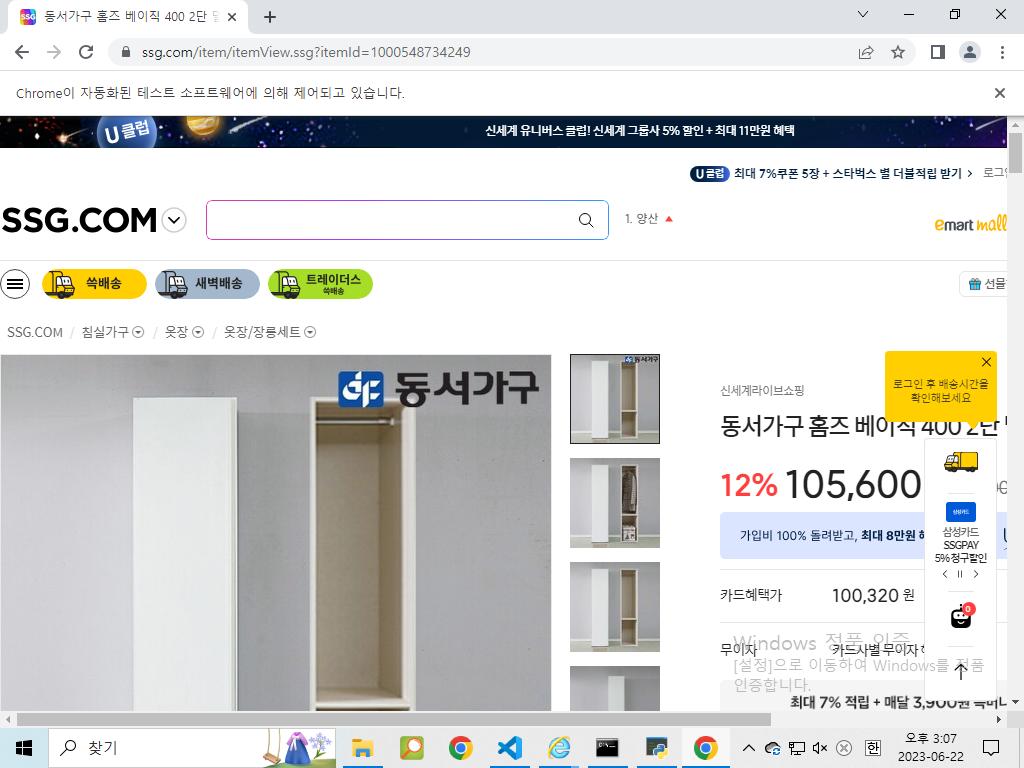 SSG
동서가구 홈즈 베이직 400 2단
ssg.com/item/itemView.ssg?itemId=1000548734249
Chrome이 자동화된 테스트 소프트웨어에 의해 제어되고 있습니다.
U클럽
신세계 유니버스 클럽! 신세계 그룹사 5% 할인 + 최대 11만원 혜택
U클럽 최대 7%쿠폰 5장 + 스타벅스 별 더블적립 받기 >
SSG.COM
1. 양산
emart mall
쓱배송
새벽배송
트레이더스
쓱배송
선물
SSG.COM / 침실가구 / 옷장 / 옷장/장롱세트
동서가구
동서가구
로그인 후 배송시간을
확인해보세요
신세계라이브쇼핑
동서가구 홈즈 베이직 400 2단
12% 105,600
삼성카드
삼성카드
SSGPAY
5% 청구할인
가입비 100% 돌려받고, 최대 8만원
카드혜택가 100,320 원
0
무이자 카드사별 무이자
Windows 정품 인증
[설정]으로 이동하여 Windows를 정품
인증합니다.
최대 7% 적립 + 매달 3,900원
찾기
한
오후 3:07
2023-06-22